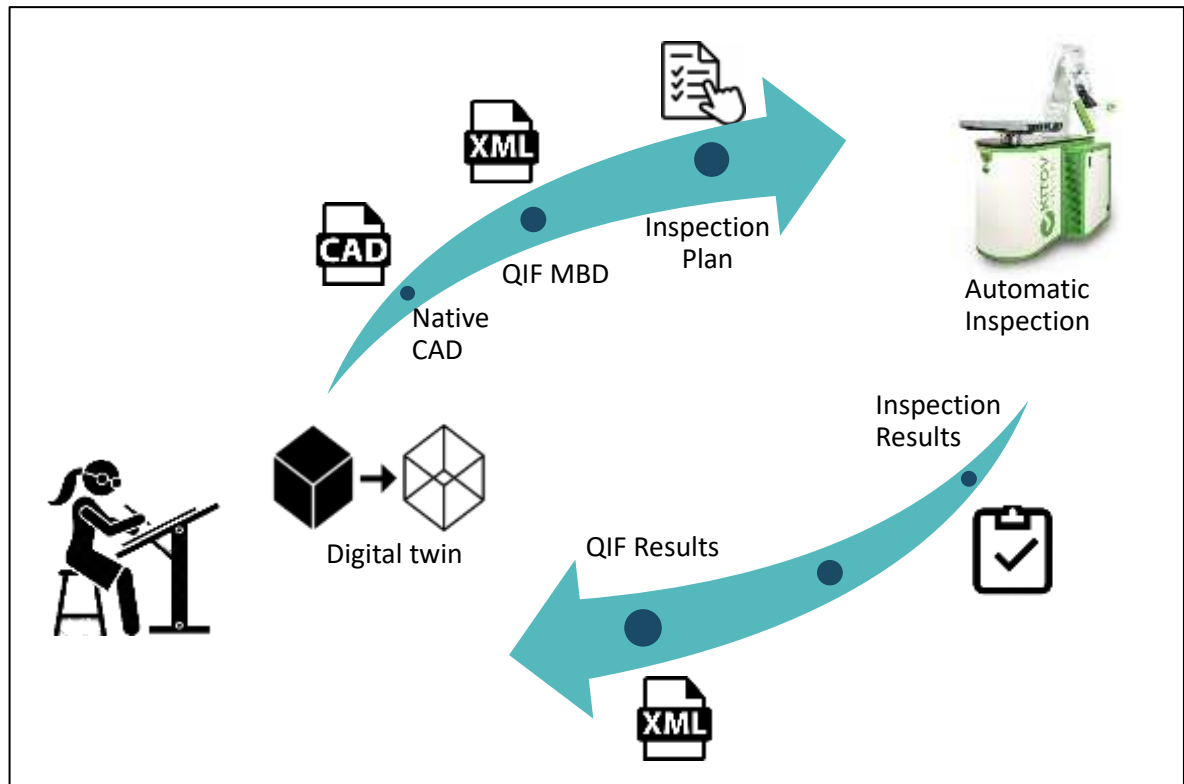 XML
CAD
Inspection
Plan
QIF MBD
Native
CAD
Automatic
Inspection
Inspection
Results
Digital twin
QIF Results
XML